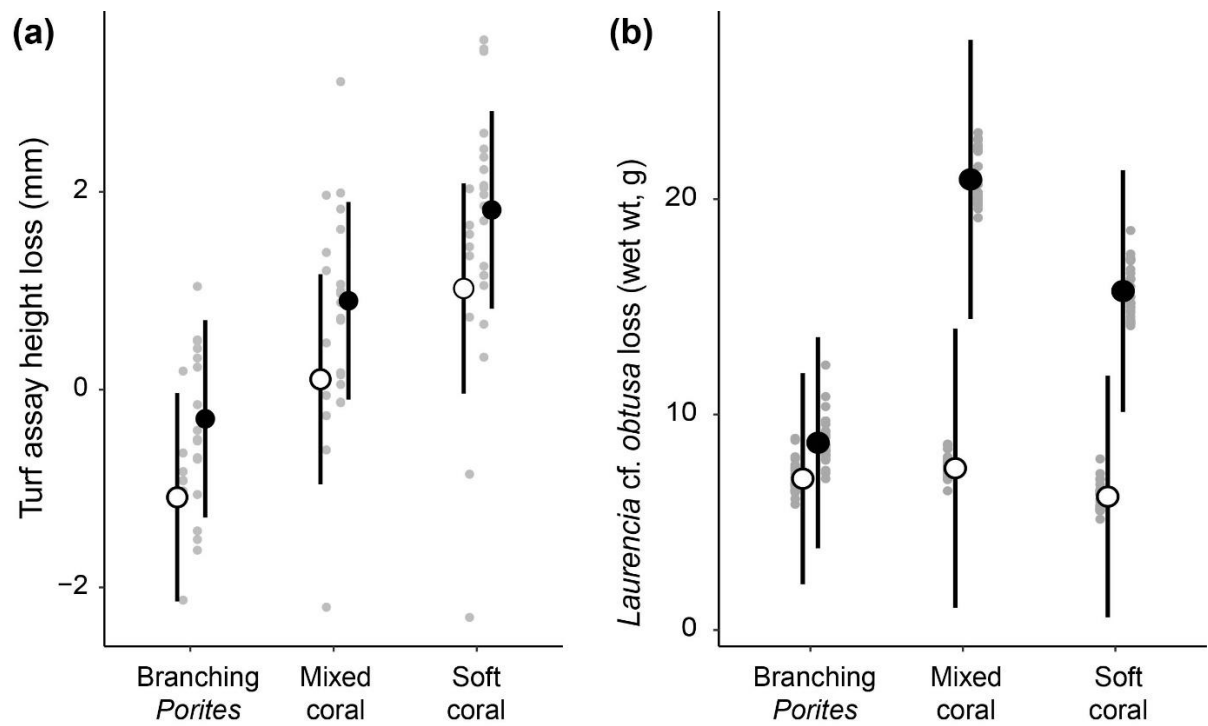 (a)
Turf assay height loss (mm)
2
0
−2
Branching
Porites
Mixed
coral
Soft
coral
(b)
Laurencia cf. obtusa loss (wet wt, g)
20
10
0
Branching
Porites
Mixed
coral
Soft
coral